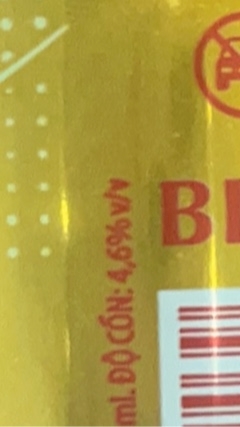 ml. ĐỘ CỒN: 4,6% v/v